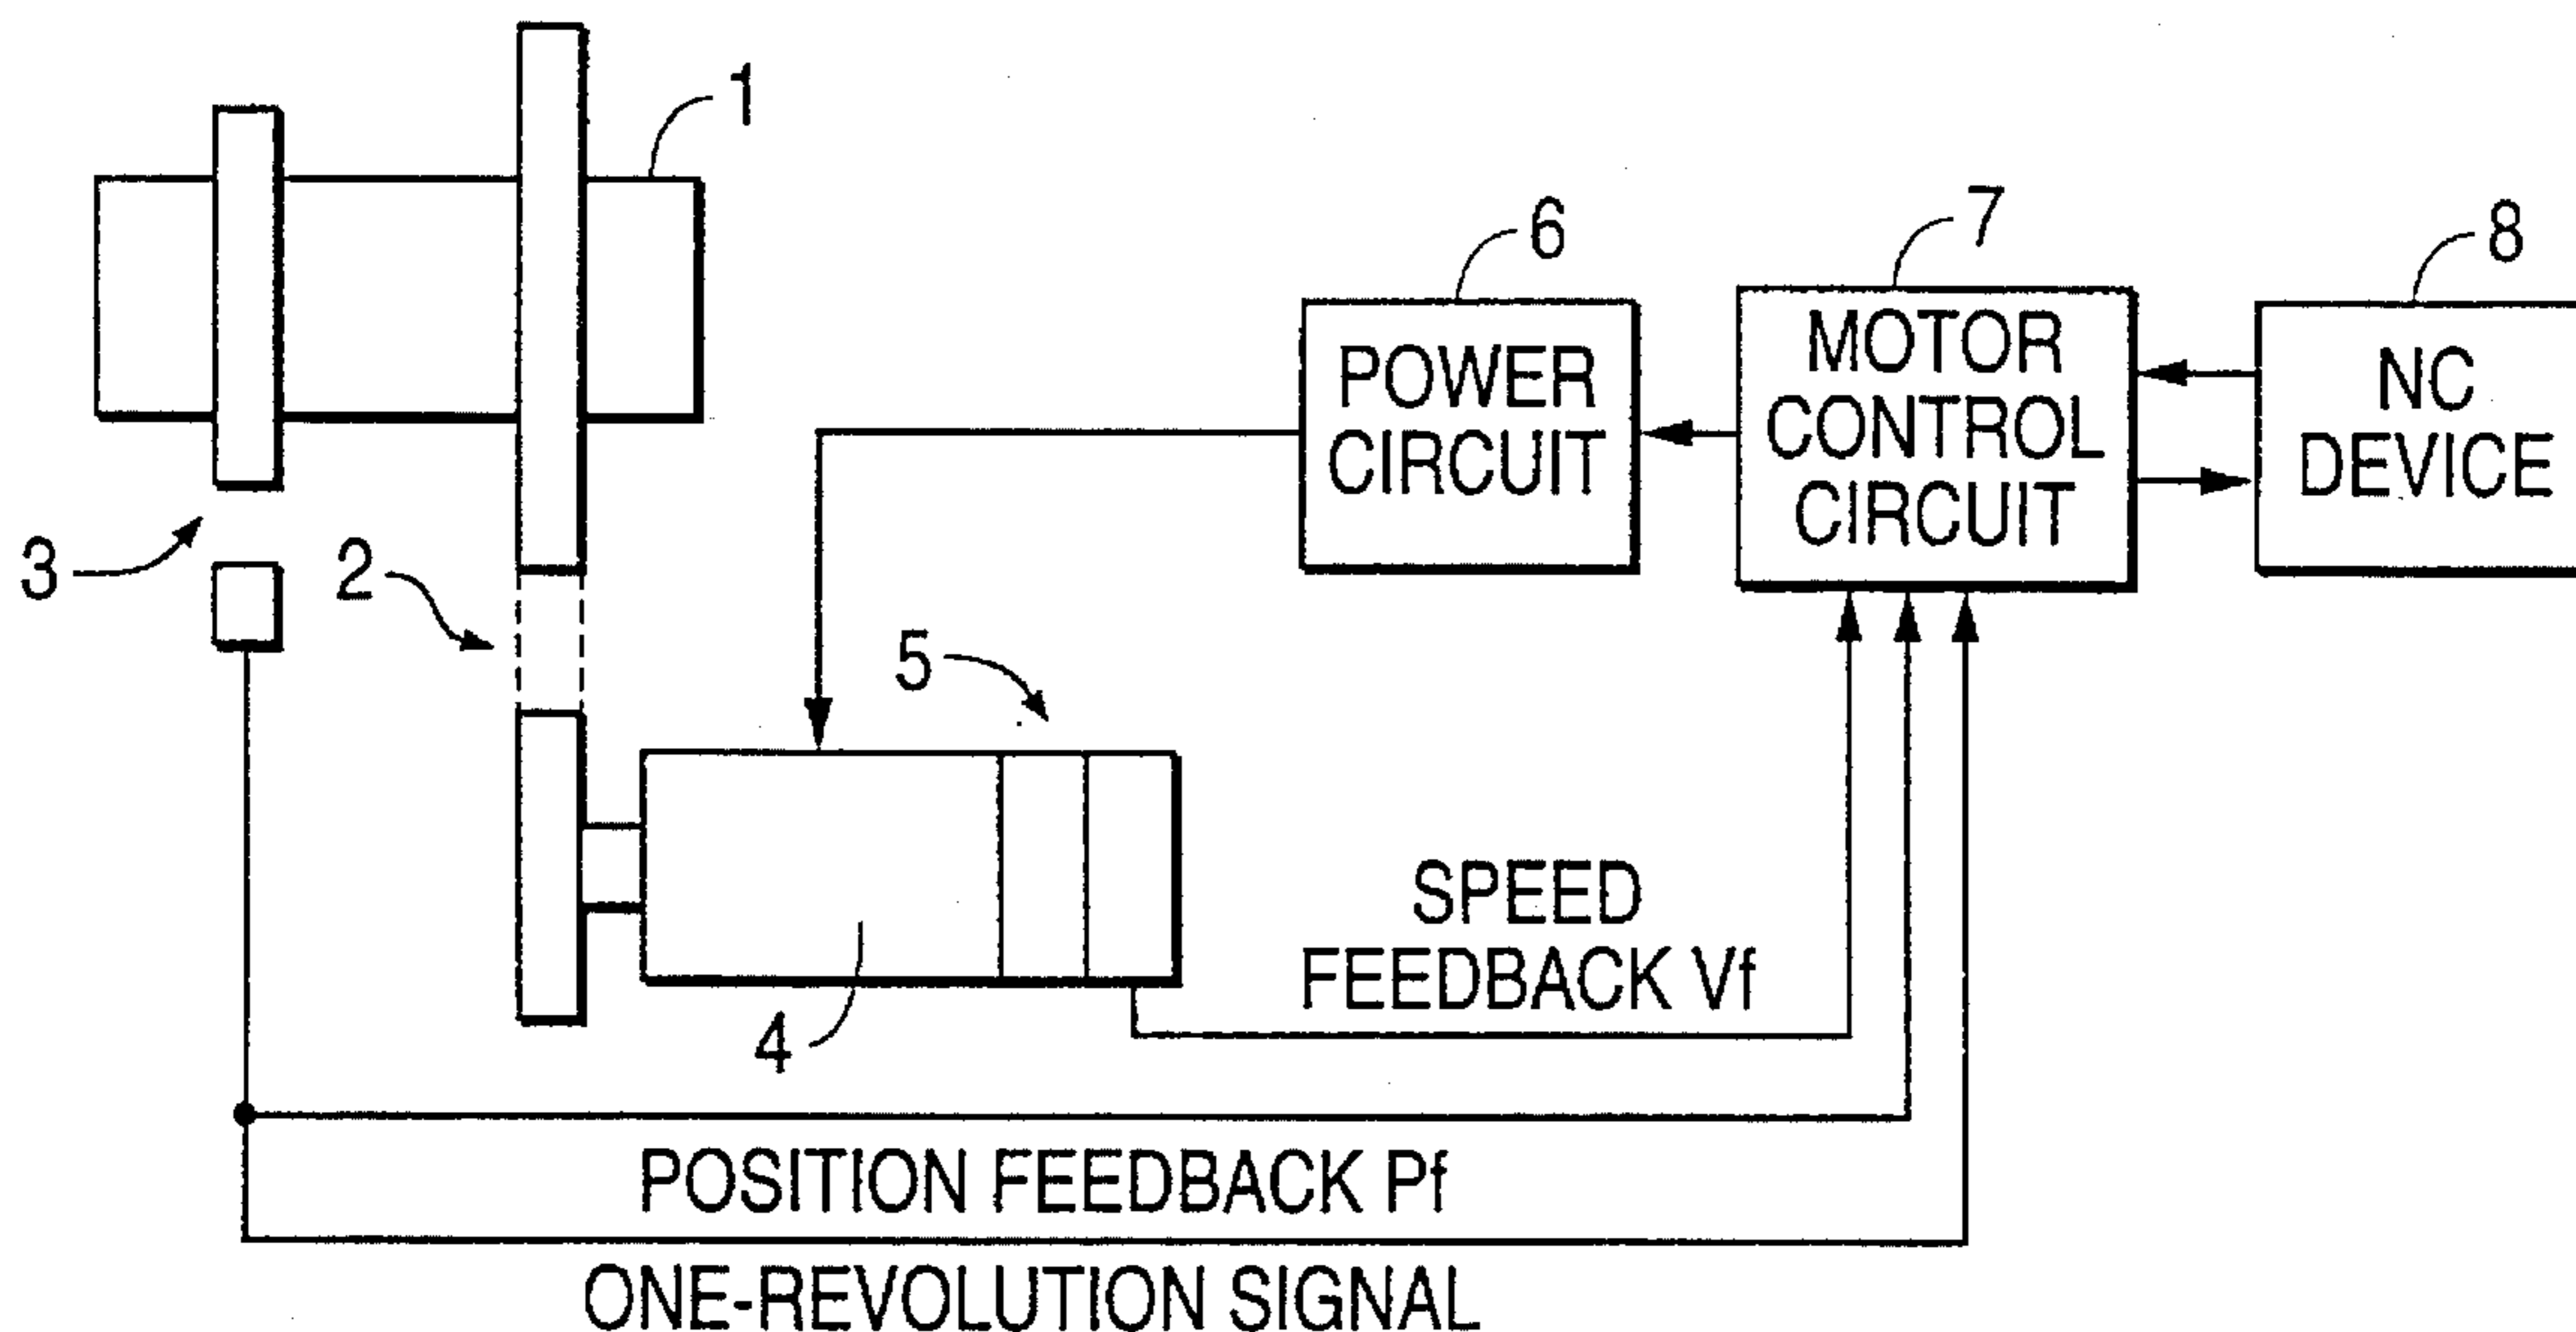 1
6
7
8
POWER
CIRCUIT
MOTOR
CONTROL
CIRCUIT
NC
DEVICE
3
2
5
4
SPEED
FEEDBACK Vf
POSITION FEEDBACK Pf
ONE-REVOLUTION SIGNAL